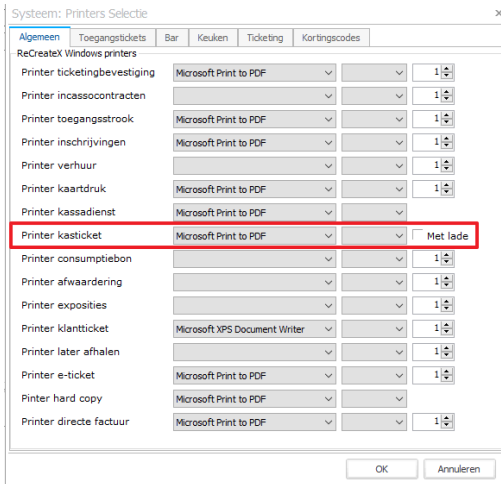 Systeem: Printers Selectie
Algemeen Toegangstickets Bar Keuken Ticketing Kortingscodes
ReCreateX Windows printers
Printer ticketingbevestiging Microsoft Print to PDF 1
Printer incassocontracten 1
Printer toegangsstrook Microsoft Print to PDF 1
Printer inschrijvingen Microsoft Print to PDF 1
Printer verhuur 1
Printer kaartdruk Microsoft Print to PDF 1
Printer kassadienst Microsoft Print to PDF
Printer kasticket Microsoft Print to PDF Met lade
Printer consumptiebon 1
Printer afwaardering 1
Printer exposities 1
Printer klantticket Microsoft XPS Document Writer 1
Printer later afhalen 1
Printer e-ticket Microsoft Print to PDF 1
Pinter hard copy Microsoft Print to PDF
Printer directe factuur Microsoft Print to PDF 1
OK Annuleren